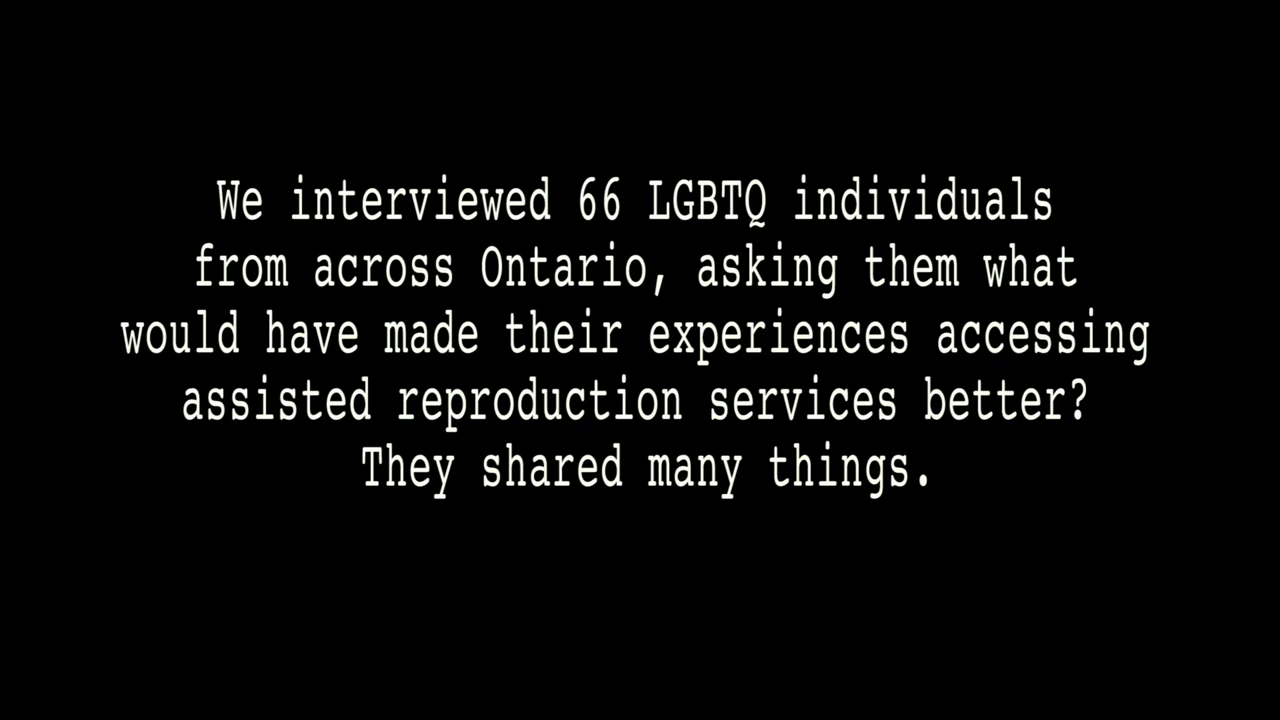 We interviewed 66 LGBTQ individuals
from across Ontario, asking them what
would have made their experiences accessing
assisted reproduction services better?
They shared many things.